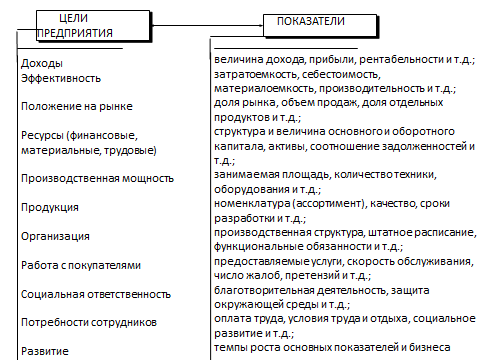 ЦЕЛИ
ПРЕДПРИЯТИЯ
ПОКАЗАТЕЛИ
Доходы
Эффективность
Положение на рынке
Ресурсы (финансовые,
материальные, трудовые)
Производственная мощность
Продукция
Организация
Работа с покупателями
Социальная ответственность
Потребности сотрудников
Развитие
величина дохода, прибыли, рентабельности и т.д.;
затратоемкость, себестоимость,
материалоемкость, производительность и т.д.;
доля рынка, объем продаж, доля отдельных
продуктов и т.д.;
структура и величина основного и оборотного
капитала, активы, соотношение задолженностей и
т.д.;
занимаемая площадь, количество техники,
оборудования и т.д.;
номенклатура (ассортимент), качество, сроки
разработки и т.д.;
производственная структура, штатное расписание,
функциональные обязанности и т.д.;
предоставляемые услуги, скорость обслуживания,
число жалоб, претензий и т.д.;
благотворительная деятельность, защита
окружающей среды и т.д.;
оплата труда, условия труда и отдыха, социальное
развитие и т.д.;
темпы роста основных показателей и бизнеса